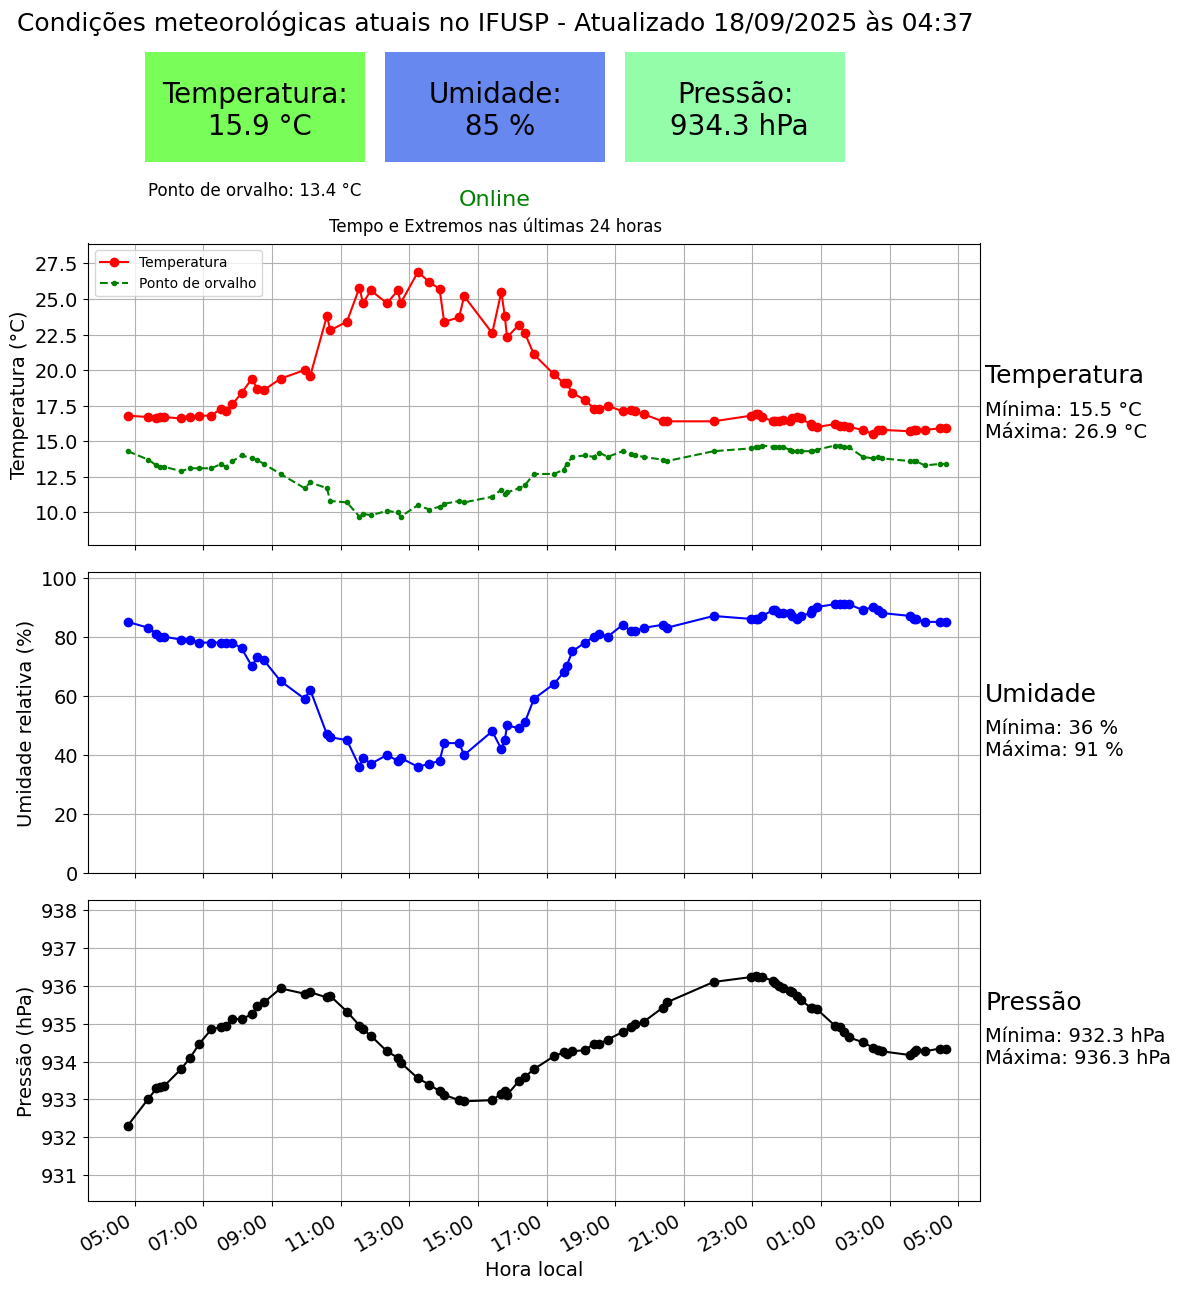 Condições meteorológicas atuais no IFUSP - Atualizado 18/09/2025 às 04:37
Temperatura:
15.9 °C
Umidade:
85 %
Pressão:
934.3 hPa
Ponto de orvalho: 13.4 °C
Online
Tempo e Extremos nas últimas 24 horas
Temperatura
Ponto de orvalho
Temperatura (°C)
27.5
25.0
22.5
20.0
17.5
15.0
12.5
10.0
Temperatura
Mínima: 15.5 °C
Máxima: 26.9 °C
Umidade relativa (%)
100
80
60
40
20
0
Umidade
Mínima: 36 %
Máxima: 91 %
Pressão (hPa)
938
937
936
935
934
933
932
931
Pressão
Mínima: 932.3 hPa
Máxima: 936.3 hPa
05:00 07:00 09:00 11:00 13:00 15:00 17:00 19:00 21:00 23:00 01:00 03:00 05:00
Hora local